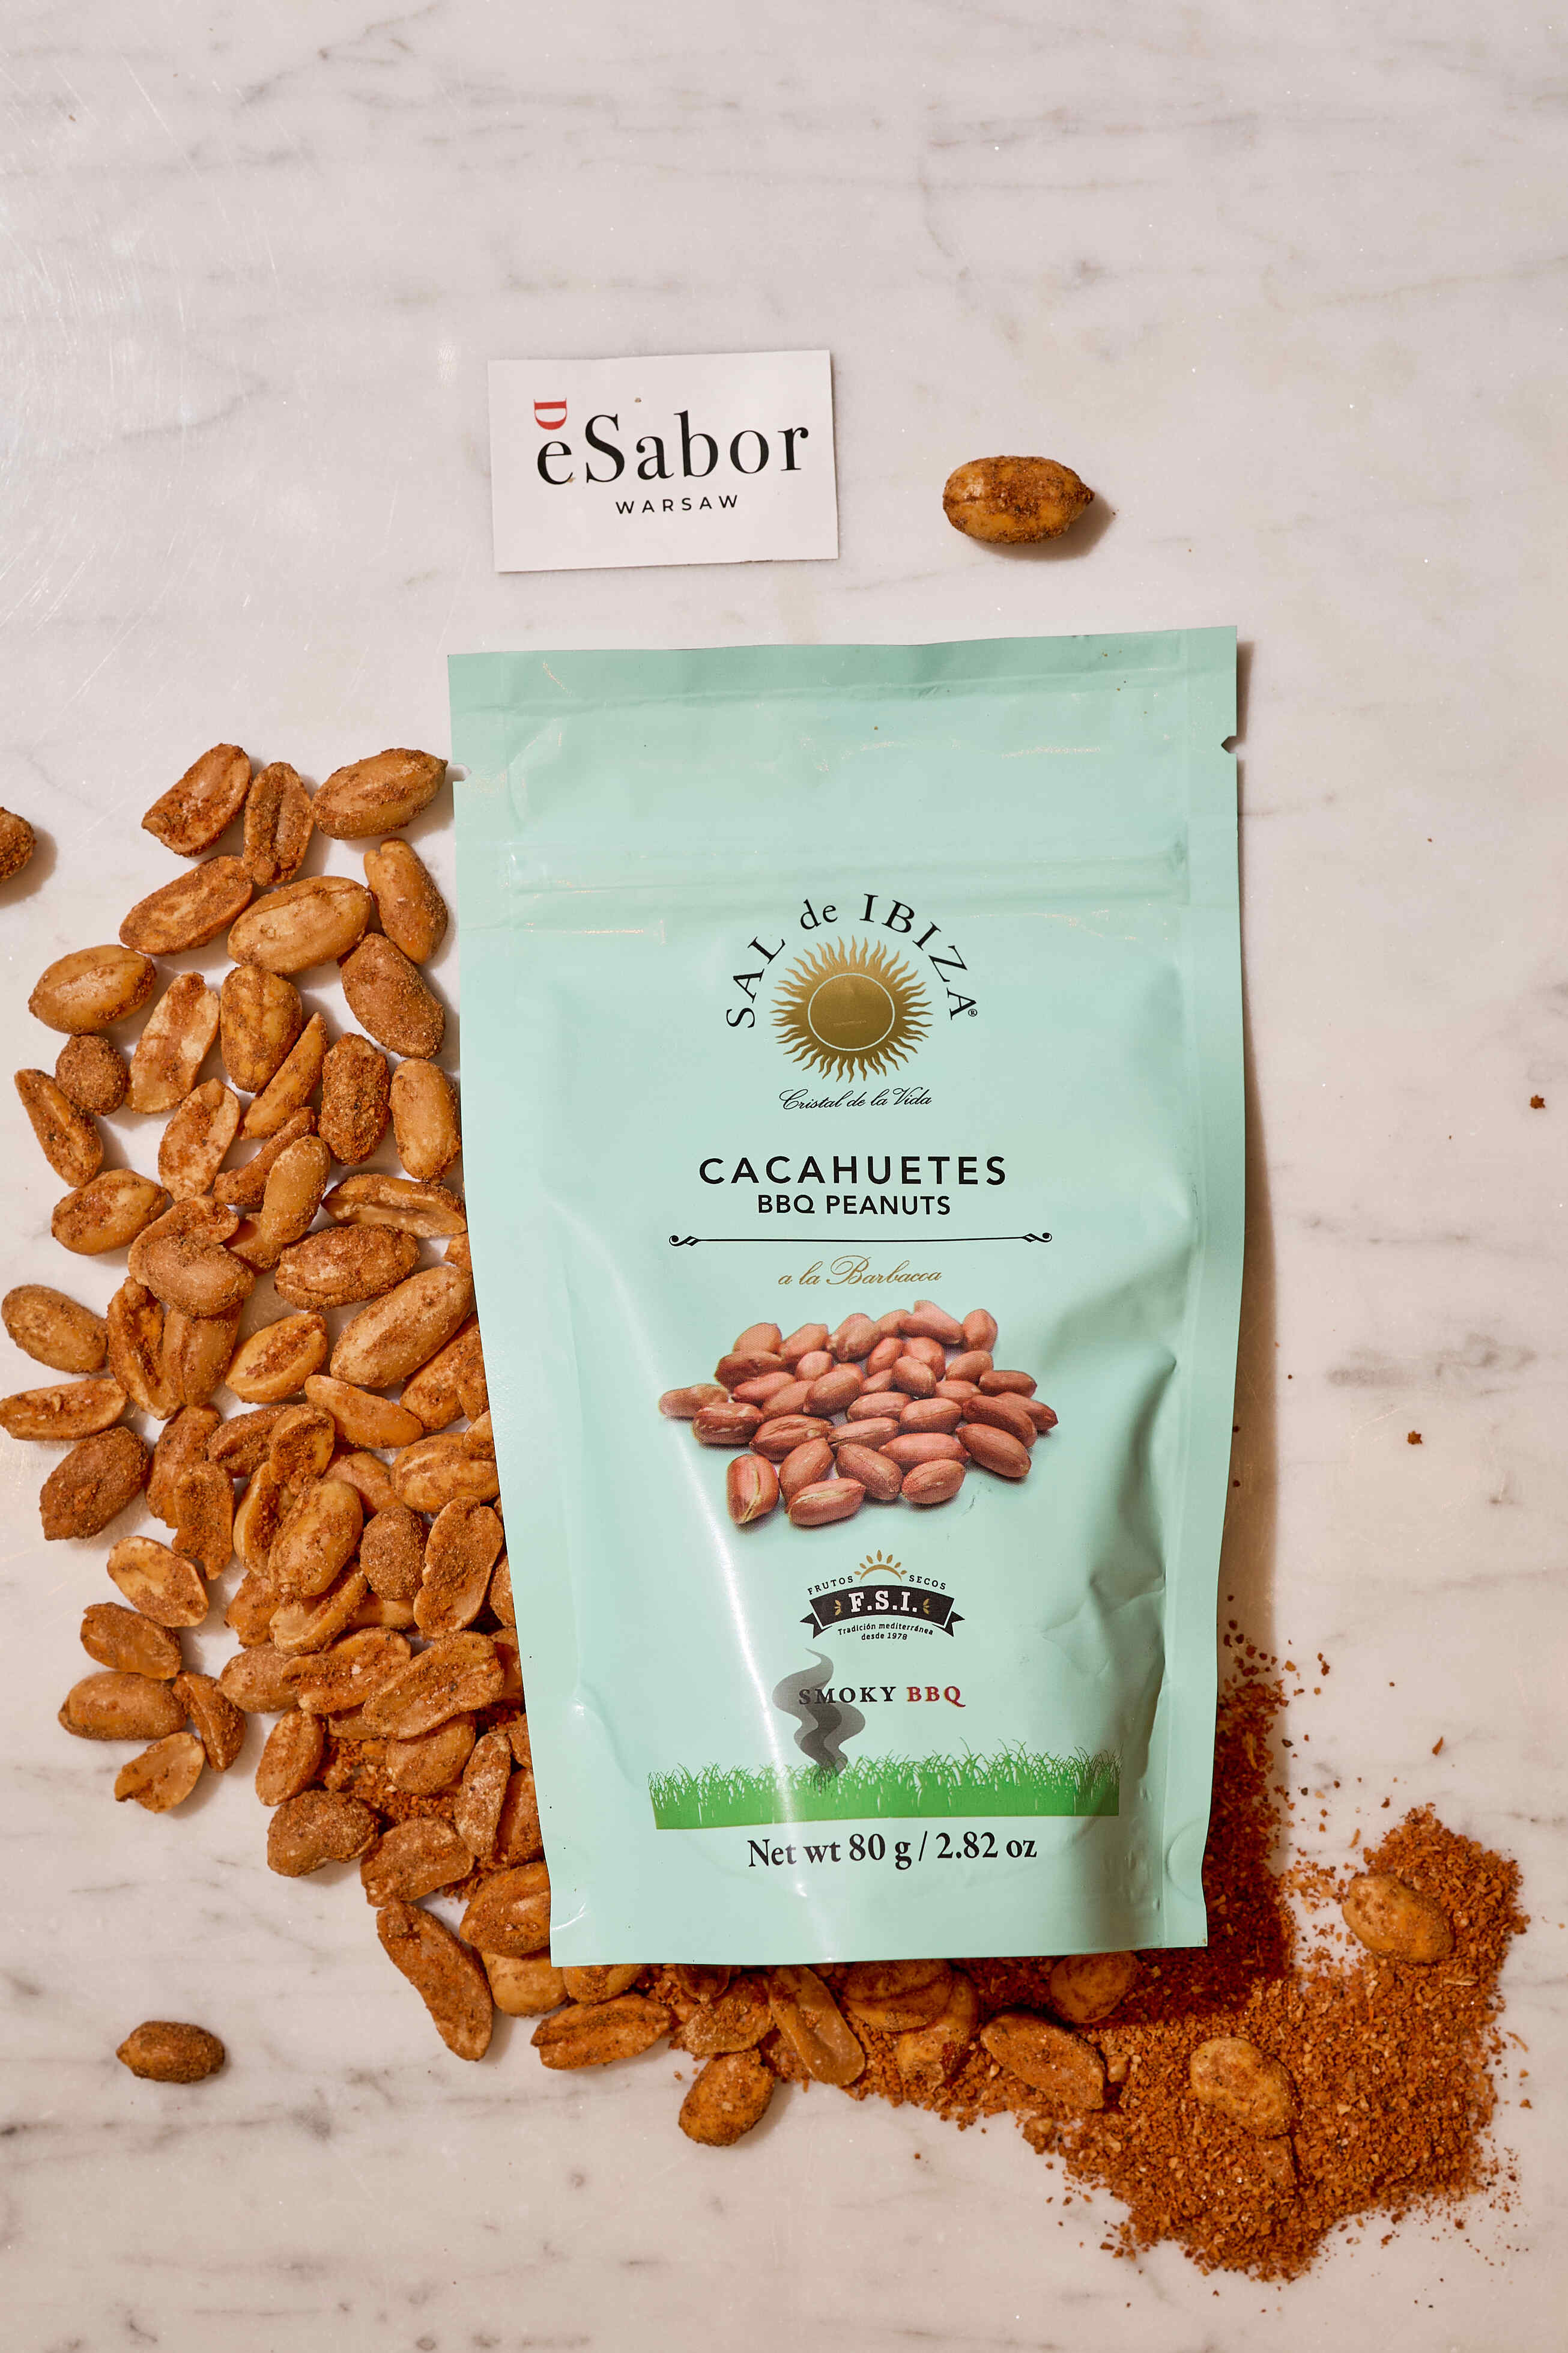 DeSabor
WARSAW
SAL de IBIZA®
Cristal de la Vida
CACAHUETES
BBQ PEANUTS
a la Barbacoa
FRUTOS SECOS
F.S.I.
Tradición mediterránea
desde 1978
SMOKY BBQ
Net wt 80 g / 2.82 oz